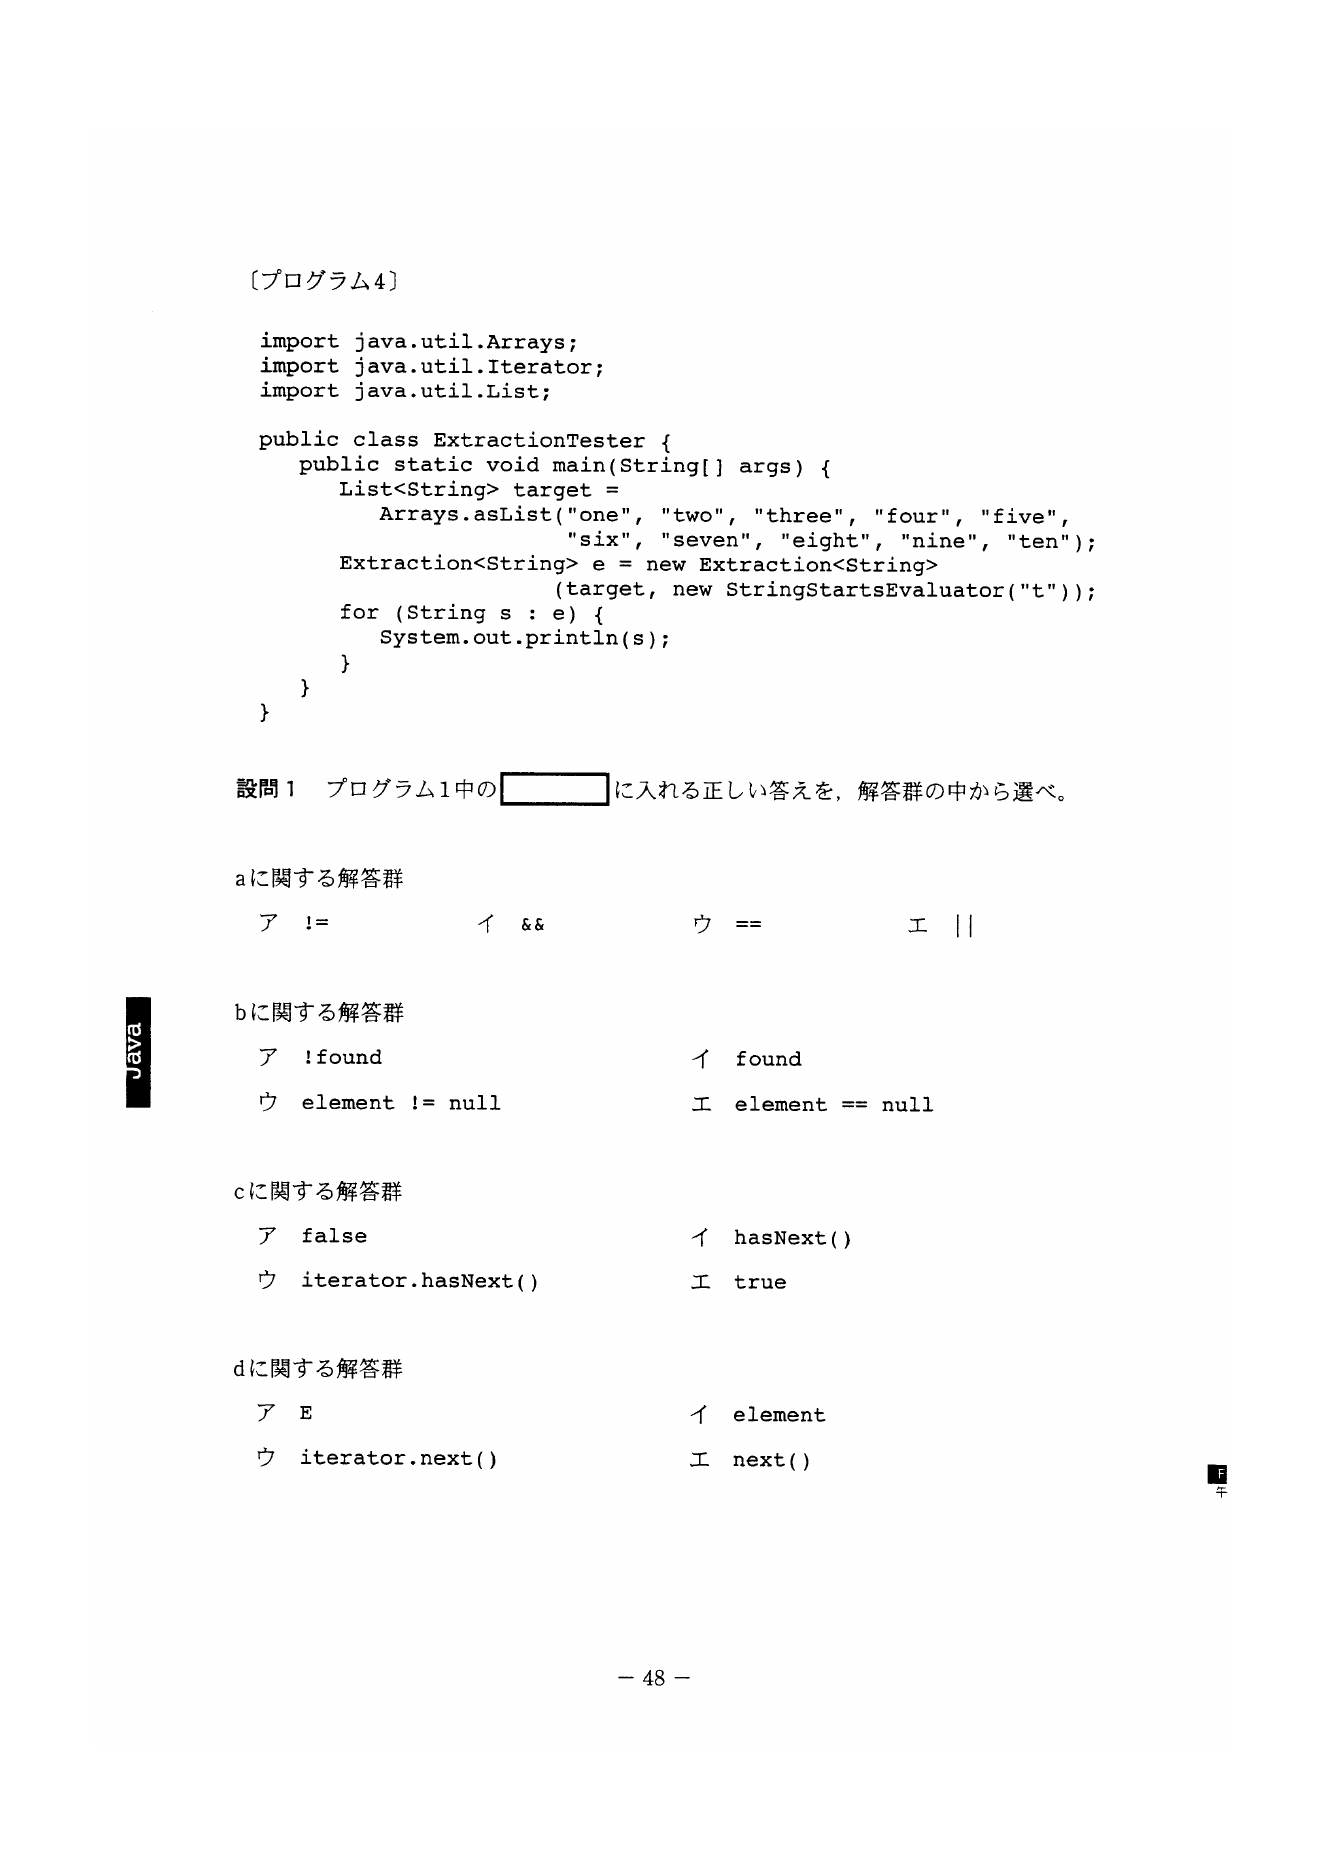 〔プログラム4〕
import java.util.Arrays;
import java.util.Iterator;
import java.util.List;
public class ExtractionTester {
   public static void main(String[] args) {
      List<String> target =
         Arrays.asList("one", "two", "three", "four", "five",
                       "six", "seven", "eight", "nine", "ten");
      Extraction<String> e = new Extraction<String>
                      (target, new StringStartsEvaluator("t"));
      for (String s : e) {
         System.out.println(s);
      }
   }
}
設問1 プログラム1中の に入れる正しい答えを，解答群の中から選べ。
aに関する解答群
ア != イ && ウ == エ ||
bに関する解答群
ア !found イ found
ウ element != null エ element == null
Java
cに関する解答群
ア false イ hasNext()
ウ iterator.hasNext() エ true
dに関する解答群
ア E イ element
ウ iterator.next() エ next()
午
－ 48 －